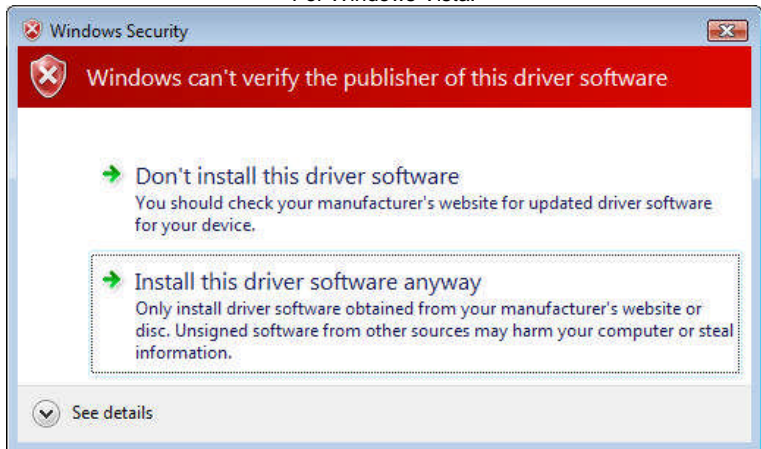 For Windows Vista:
Windows Security
Windows can't verify the publisher of this driver software
Don't install this driver software
You should check your manufacturer's website for updated driver software
for your device.
Install this driver software anyway
Only install driver software obtained from your manufacturer's website or
disc. Unsigned software from other sources may harm your computer or steal
information.
See details